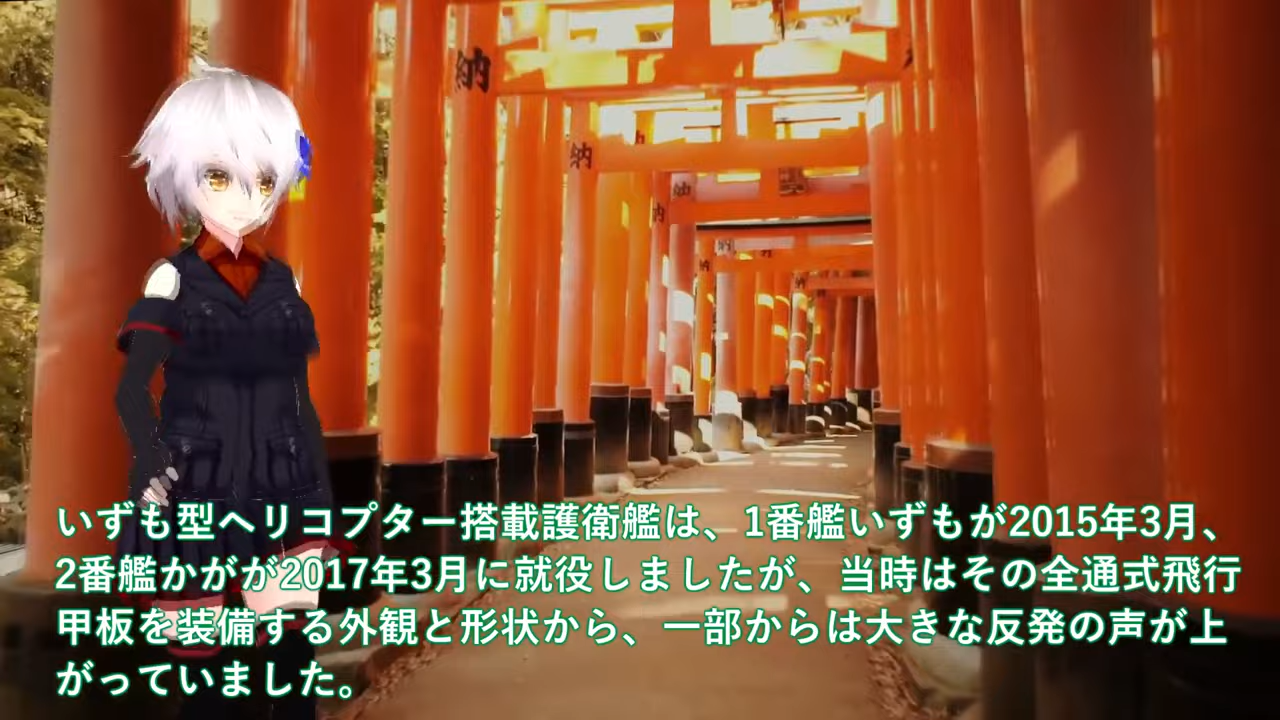 納
納
納
納
いずも型ヘリコプター搭載護衛艦は、1番艦いずもが2015年3月、
2番艦かがが2017年3月に就役しましたが、当時はその全通式飛行
甲板を装備する外観と形状から、一部からは大きな反発の声が上
がっていました。